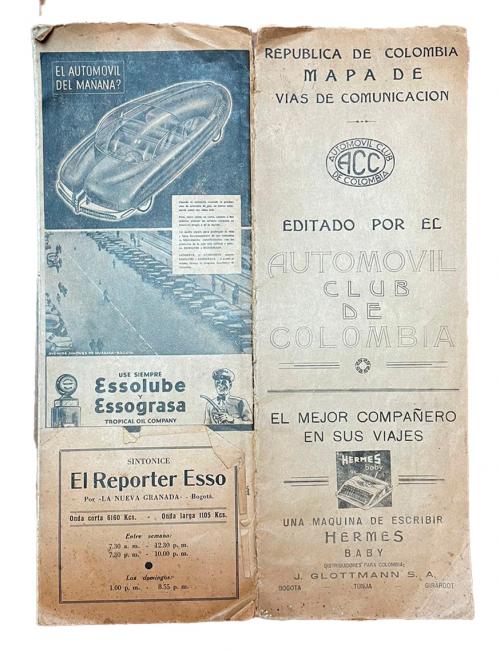 EL AUTOMOVIL
DEL MAÑANA?
USE SIEMPRE
Essolube
Y
Essograsa
TROPICAL OIL COMPANY
SINTONICE
El Reporter Esso
Por «LA NUEVA GRANADA» - Bogotá.
Onda corta 6160 Kcs. - - Onda larga 1105 Kcs.
Entre semana:
7.30 a. m. - 12.30 p. m.
7.30 p. m. - 10.00 p. m.
Los domingos:
1.00 p. m. - 8.55 p. m.
REPUBLICA DE COLOMBIA
MAPA DE
VIAS DE COMUNICACION
AUTOMOVIL CLUB
ACC
DE COLOMBIA
EDITADO POR EL
AUTOMOVIL
CLUB
DE
COLOMBIA
EL MEJOR COMPAÑERO
EN SUS VIAJES
HERMES
baby
UNA MAQUINA DE ESCRIBIR
HERMES
BABY
DISTRIBUIDORES PARA COLOMBIA:
J. GLOTTMANN S. A.
BOGOTA TUNJA GIRARDOT